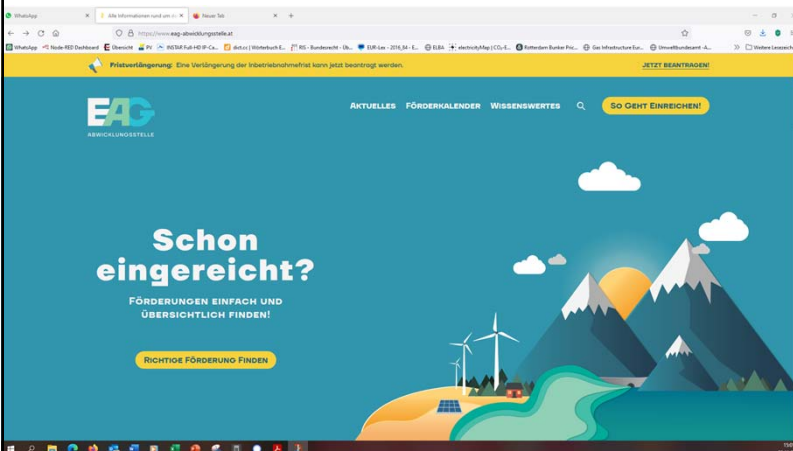 WhatsApp
Alle Informationen rund um
Neuer Tab
https://www.eag-abwicklungsstelle.at
WhatsApp
Node-RED Dashboard
Übersicht
PV
INSTAR Full-HD IP-Ca...
dict.cc | Wörterbuch E...
RIS - Bundesrecht - Üb...
EUR-Lex - 2016_84 - E...
ELBA
electricityMap | CO₂-E...
Rotterdam Bunker Pric...
Gas Infrastructure Eur...
Umweltbundesamt -A...
Fristverlängerung: Eine Verlängerung der Inbetriebnahmefrist kann jetzt beantragt werden.
JETZT BEANTRAGEN!
EAG
ABWICKLUNGSSTELLE
AKTUELLES FÖRDERKALENDER WISSENSWERTES
SO GEHT EINREICHEN!
Schon
eingereicht?
FÖRDERUNGEN EINFACH UND
ÜBERSICHTLICH FINDEN!
RICHTIGE FÖRDERUNG FINDEN